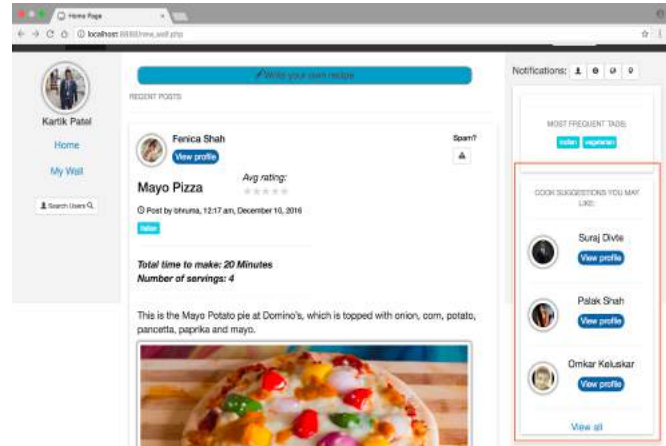 Home Page
localhost:8888/new_wall.php
Write your own recipe
Notifications:
RECENT POSTS
Kartik Patel
Home
My Wall
Search Users
Fenica Shah
View profile
Spam?
Avg rating:
Mayo Pizza
Post by bhruma, 12:17 am, December 10, 2016
Total time to make: 20 Minutes
Number of servings: 4
This is the Mayo Potato pie at Domino's, which is topped with onion, corn, potato,
pancetta, paprika and mayo.
MOST FREQUENT TAGS:
indian vegetarian
COOK SUGGESTIONS YOU MAY
LIKE:
Suraj Divte
View profile
Palak Shah
View profile
Omkar Keluskar
View profile
View all